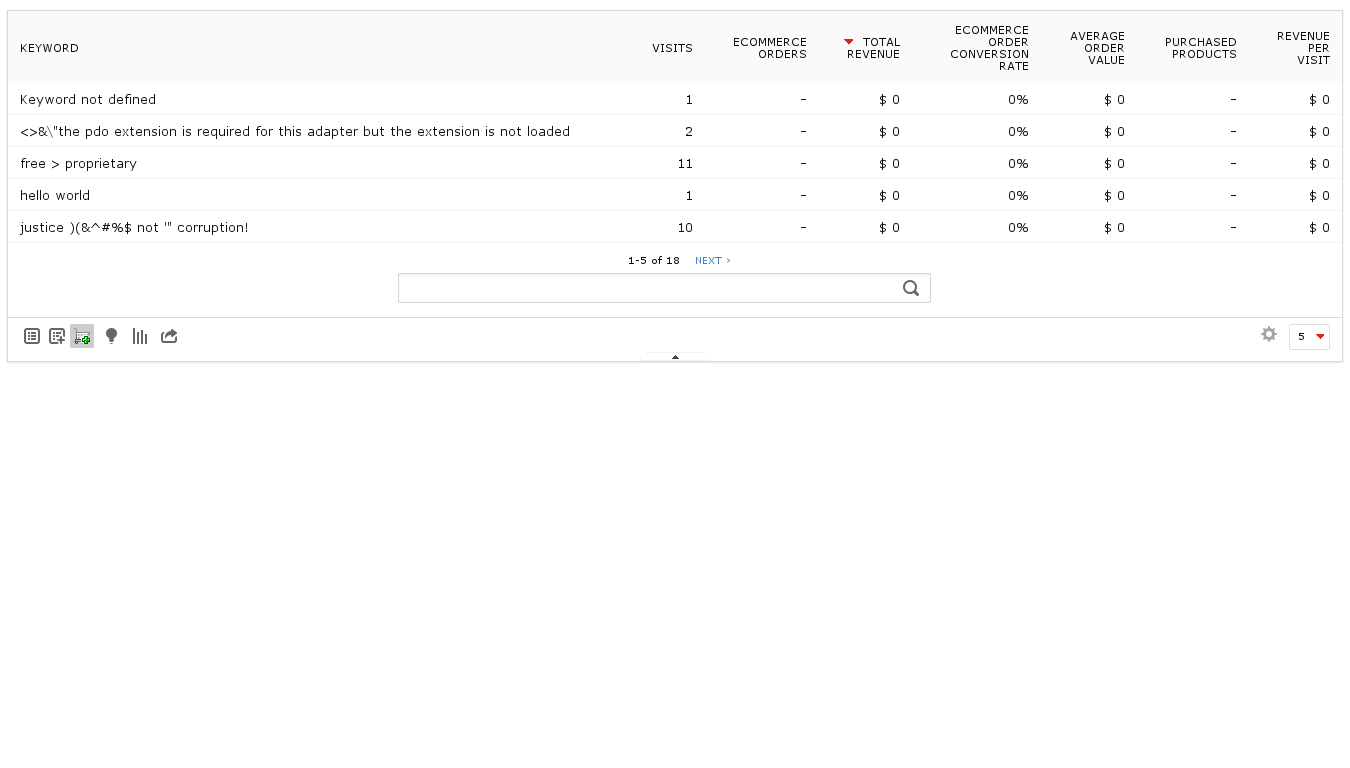 KEYWORD VISITS ECOMMERCE ORDERS TOTAL REVENUE ECOMMERCE ORDER CONVERSION RATE AVERAGE ORDER VALUE PURCHASED PRODUCTS REVENUE PER VISIT
Keyword not defined 1 - $ 0 0% $ 0 - $ 0
<>&\"the pdo extension is required for this adapter but the extension is not loaded 2 - $ 0 0% $ 0 - $ 0
free > proprietary 11 - $ 0 0% $ 0 - $ 0
hello world 1 - $ 0 0% $ 0 - $ 0
justice )(&^#%$ not '" corruption! 10 - $ 0 0% $ 0 - $ 0
1-5 of 18 NEXT ›
5